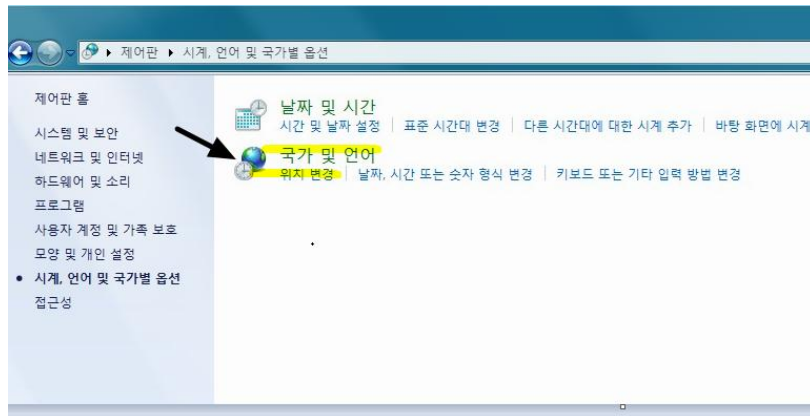 제어판 ▸ 시계, 언어 및 국가별 옵션
제어판 홈
시스템 및 보안
네트워크 및 인터넷
하드웨어 및 소리
프로그램
사용자 계정 및 가족 보호
모양 및 개인 설정
시계, 언어 및 국가별 옵션
접근성
날짜 및 시간
시간 및 날짜 설정 | 표준 시간대 변경 | 다른 시간대에 대한 시계 추가 | 바탕 화면에 시계
국가 및 언어
위치 변경 | 날짜, 시간 또는 숫자 형식 변경 | 키보드 또는 기타 입력 방법 변경